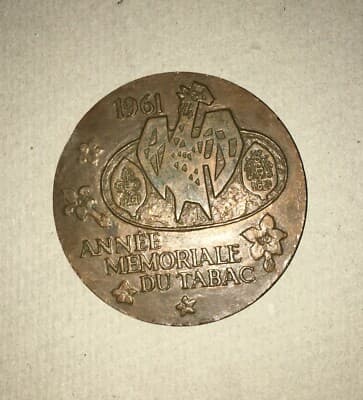 1961
ANNÉE
MEMORIALE
DU TABAC